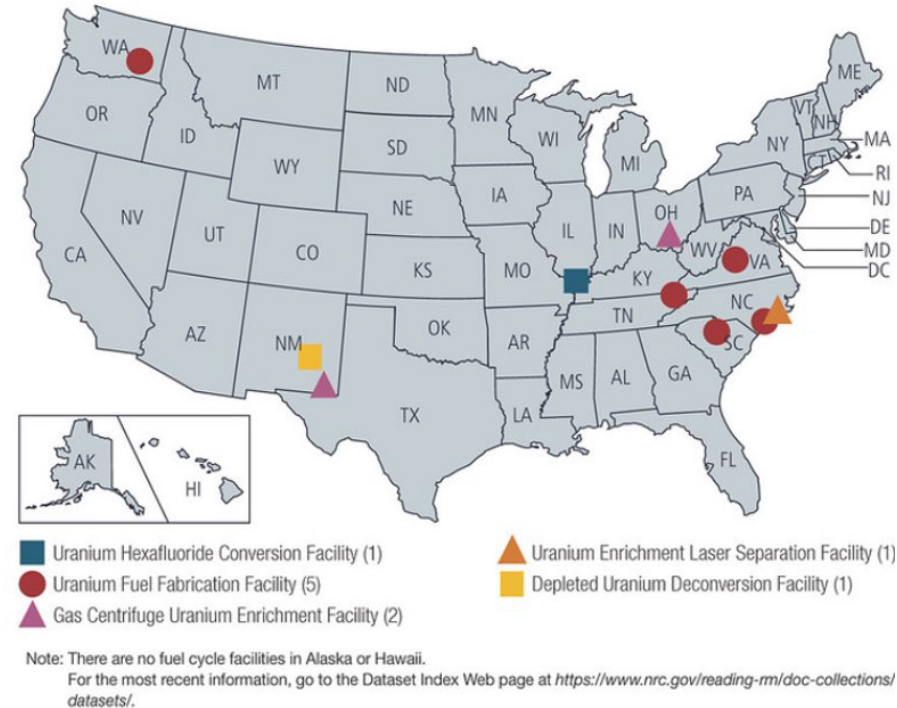 WA
MT
ND
MN
ME
VT
NH
OR
ID
WY
SD
WI
MI
NY
MA
CT
RI
NJ
PA
DE
MD
DC
NV
UT
CO
NE
IA
IL
IN
OH
WV
VA
CA
KS
MO
KY
AZ
NM
OK
AR
TN
NC
SC
TX
LA
MS
AL
GA
FL
AK
HI
Uranium Hexafluoride Conversion Facility (1)
Uranium Fuel Fabrication Facility (5)
Gas Centrifuge Uranium Enrichment Facility (2)
Uranium Enrichment Laser Separation Facility (1)
Depleted Uranium Deconversion Facility (1)
Note: There are no fuel cycle facilities in Alaska or Hawaii.
For the most recent information, go to the Dataset Index Web page at https://www.nrc.gov/reading-rm/doc-collections/
datasets/.